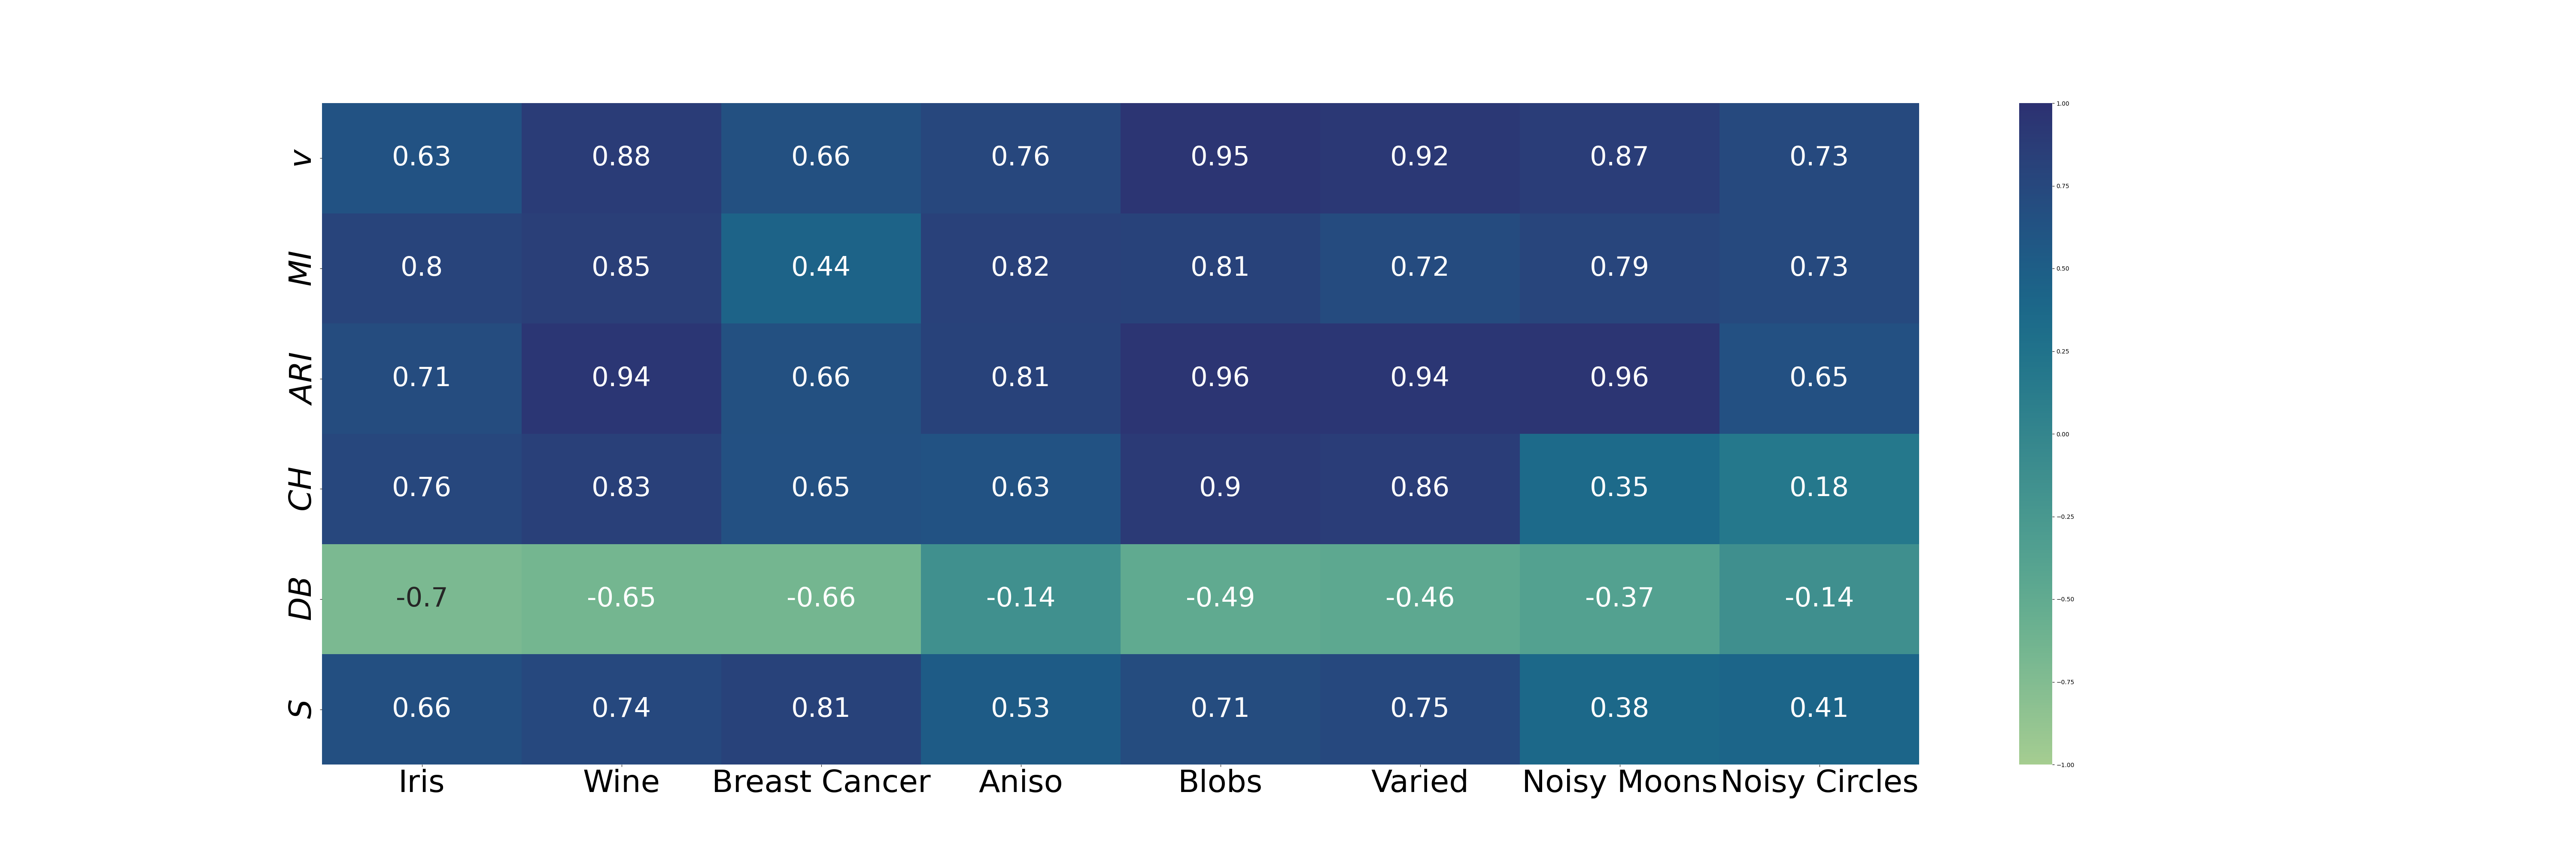 v 0.63 0.88 0.66 0.76 0.95 0.92 0.87 0.73
MI 0.8 0.85 0.44 0.82 0.81 0.72 0.79 0.73
ARI 0.71 0.94 0.66 0.81 0.96 0.94 0.96 0.65
CH 0.76 0.83 0.65 0.63 0.9 0.86 0.35 0.18
DB -0.7 -0.65 -0.66 -0.14 -0.49 -0.46 -0.37 -0.14
S 0.66 0.74 0.81 0.53 0.71 0.75 0.38 0.41
Iris Wine Breast Cancer Aniso Blobs Varied Noisy Moons Noisy Circles
1.00
0.75
0.50
0.25
0.00
−0.25
−0.50
−0.75
−1.00